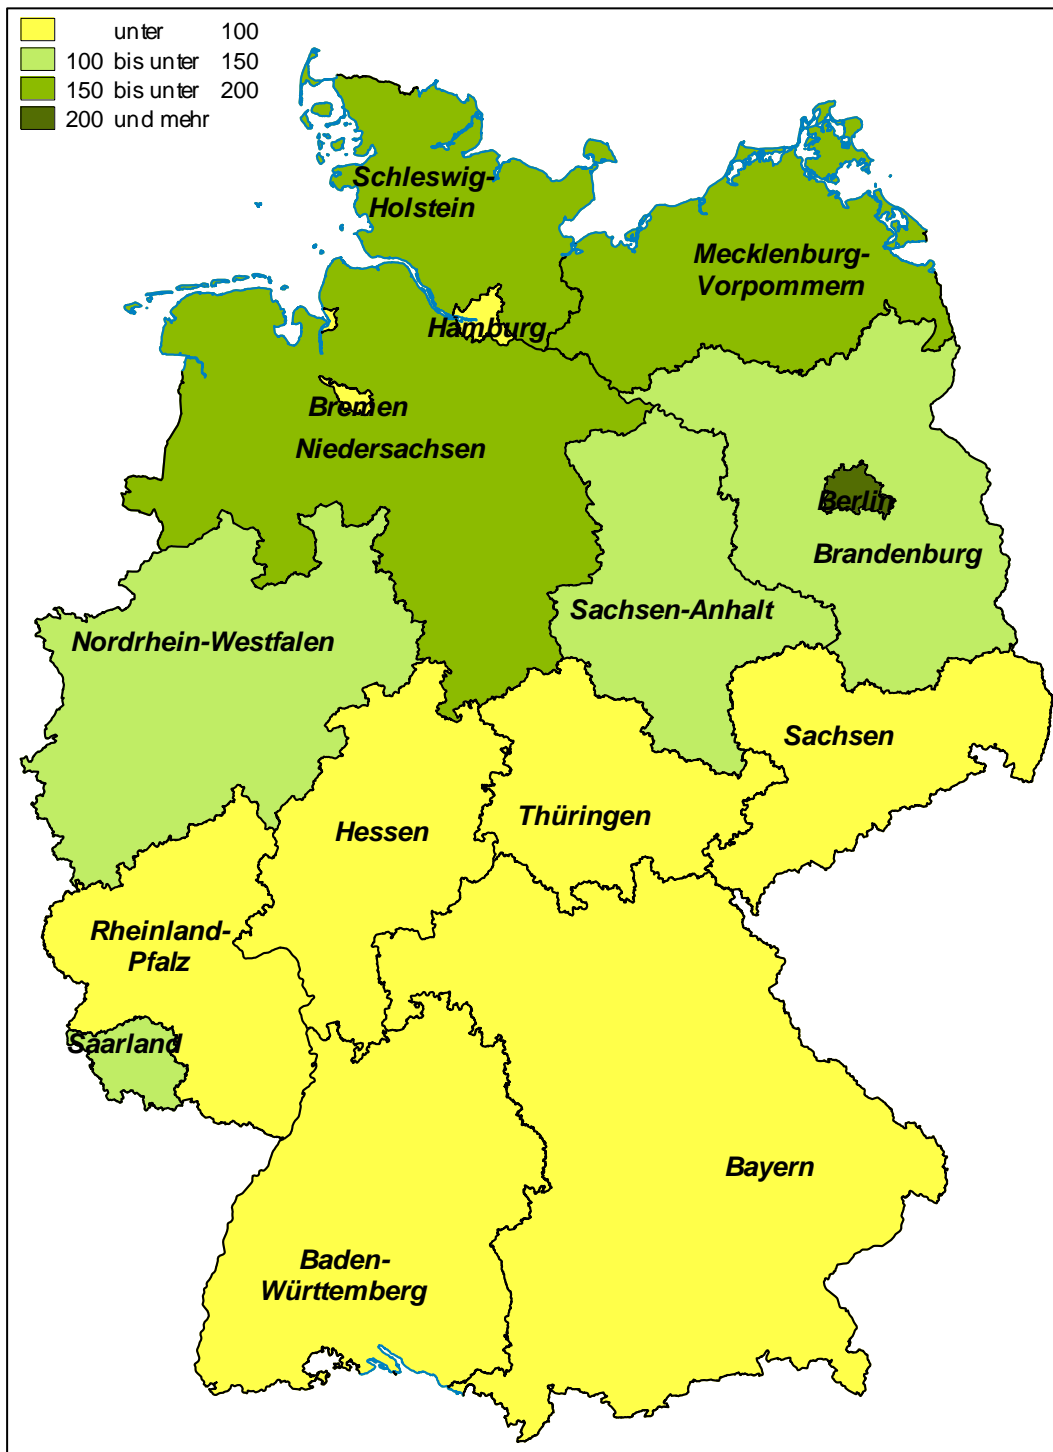 unter 100
100 bis unter 150
150 bis unter 200
200 und mehr
Schleswig-
Holstein
Mecklenburg-
Vorpommern
Hamburg
Bremen
Niedersachsen
Berlin
Brandenburg
Sachsen-Anhalt
Nordrhein-Westfalen
Sachsen
Thüringen
Hessen
Rheinland-
Pfalz
Saarland
Bayern
Baden-
Württemberg